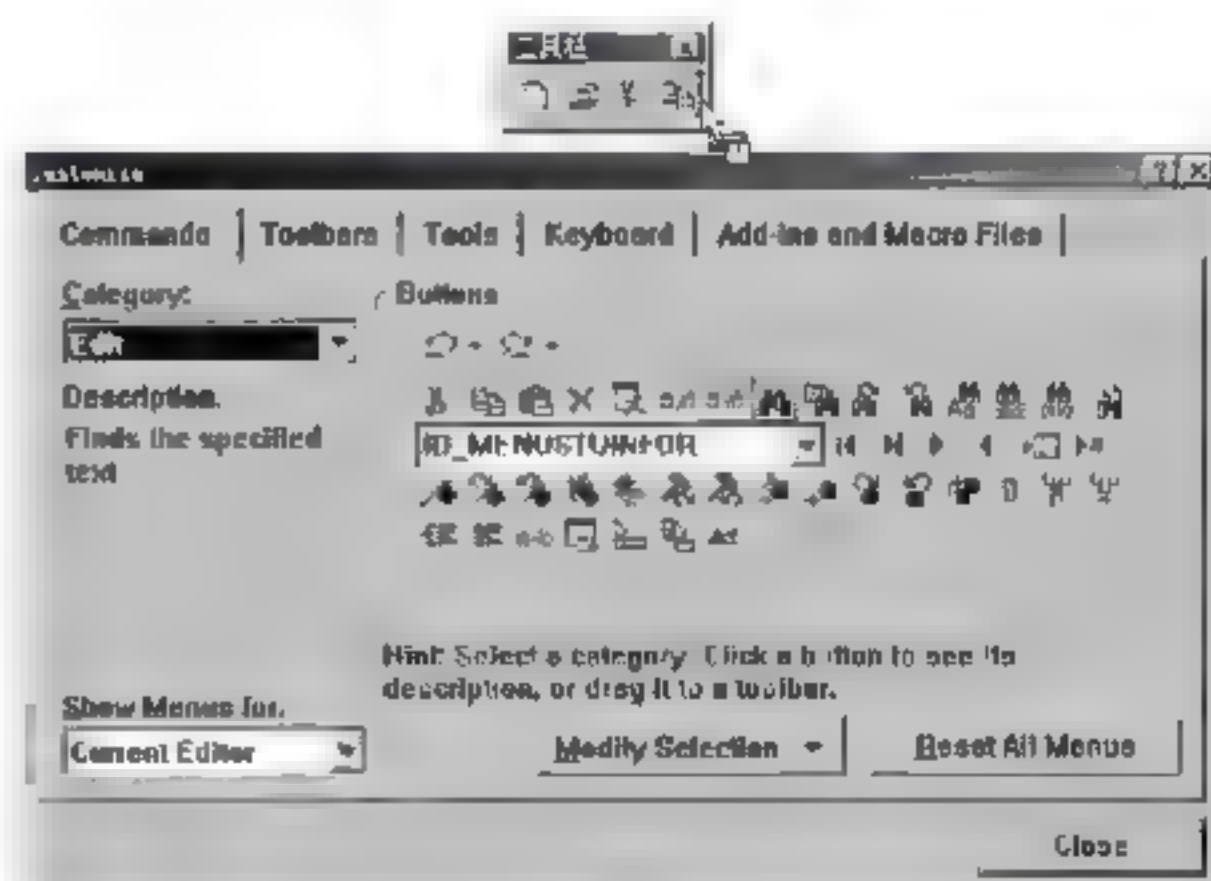 工具栏
Customize
Commands Toolbars Tools Keyboard Add-ins and Macro Files
Category: Buttons
Edit
Description.
Finds the specified
text
Hint: Select a category. Click a button to see its
description, or drag it to a toolbar.
Show Menus for.
Current Editor Modify Selection Reset All Menus
Close